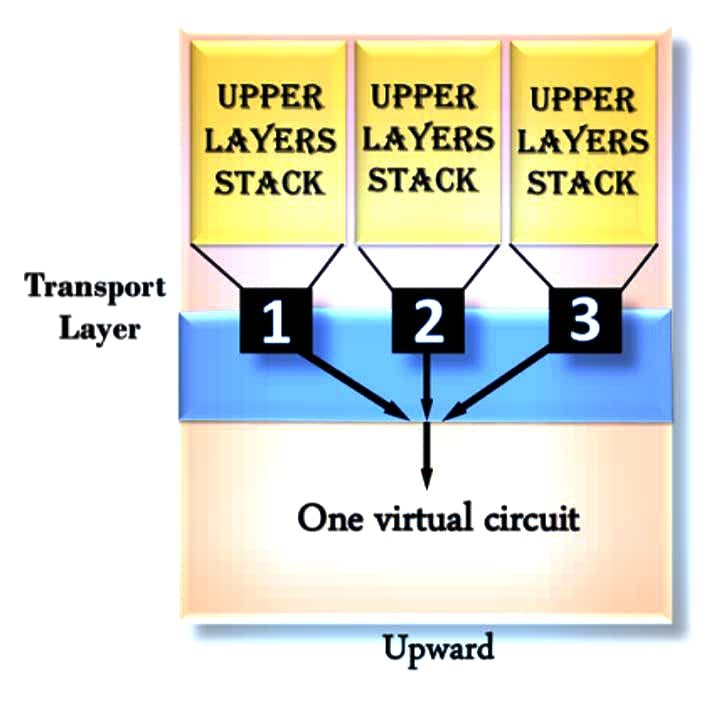 UPPER
LAYERS
STACK
UPPER
LAYERS
STACK
UPPER
LAYERS
STACK
Transport
Layer
1
2
3
One virtual circuit
Upward